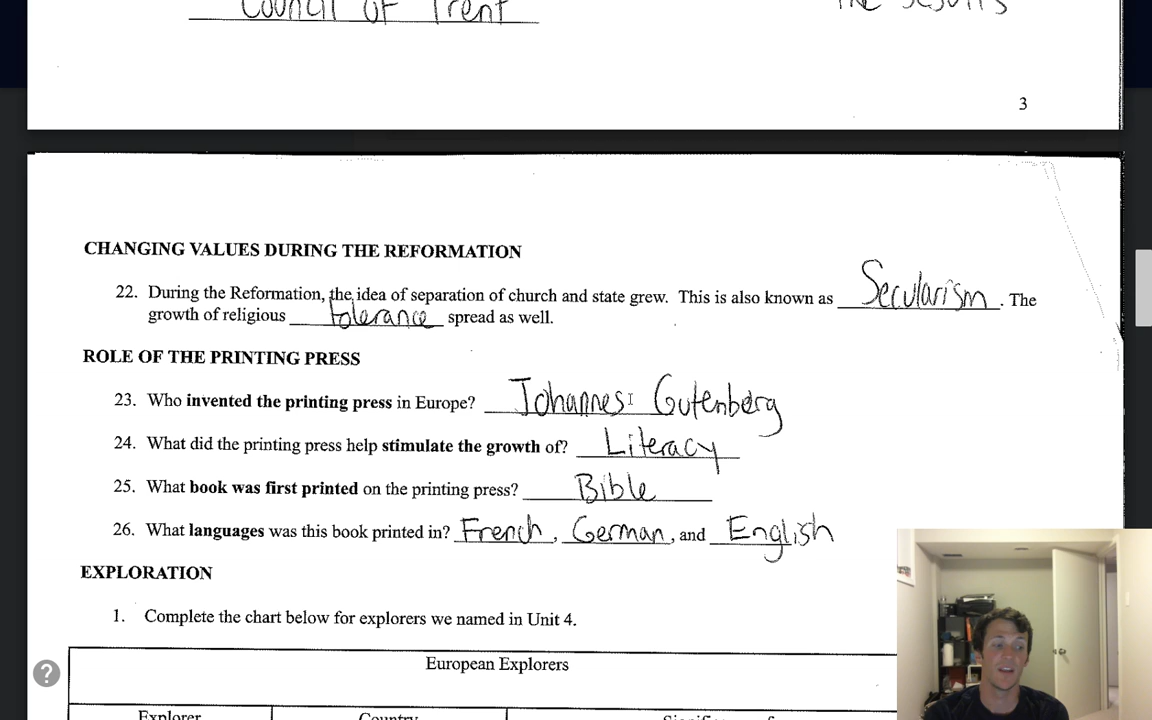 Council of Trent
The Jesuits
3
CHANGING VALUES DURING THE REFORMATION
22. During the Reformation, the idea of separation of church and state grew. This is also known as Secularism. The
growth of religious tolerance spread as well.
ROLE OF THE PRINTING PRESS
23. Who invented the printing press in Europe? Johannes Gutenberg
24. What did the printing press help stimulate the growth of? Literacy
25. What book was first printed on the printing press? Bible
26. What languages was this book printed in? French, German, and English
EXPLORATION
1. Complete the chart below for explorers we named in Unit 4.
European Explorers
?
Explorer Country